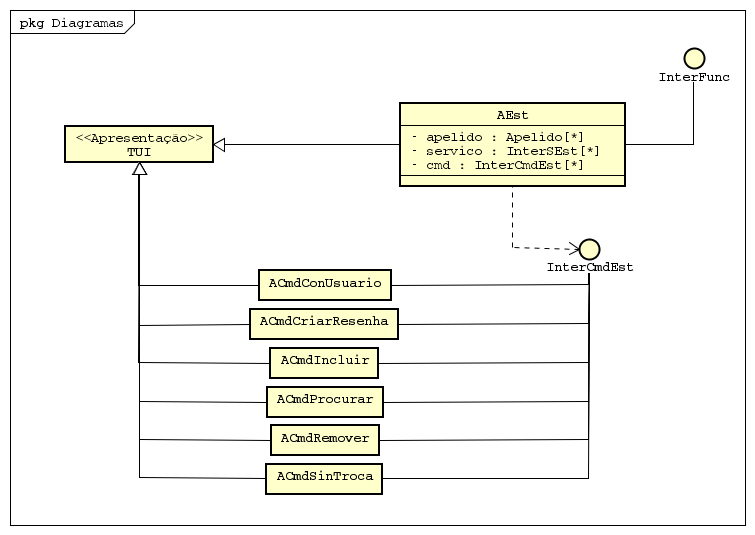 pkg Diagramas
InterFunc
AEst
- apelido : Apelido[*]
- servico : InterSEst[*]
- cmd : InterCmdEst[*]
<<Apresentação>>
TUI
InterCmdEst
ACmdConUsuario
ACmdCriarResenha
ACmdIncluir
ACmdProcurar
ACmdRemover
ACmdSinTroca